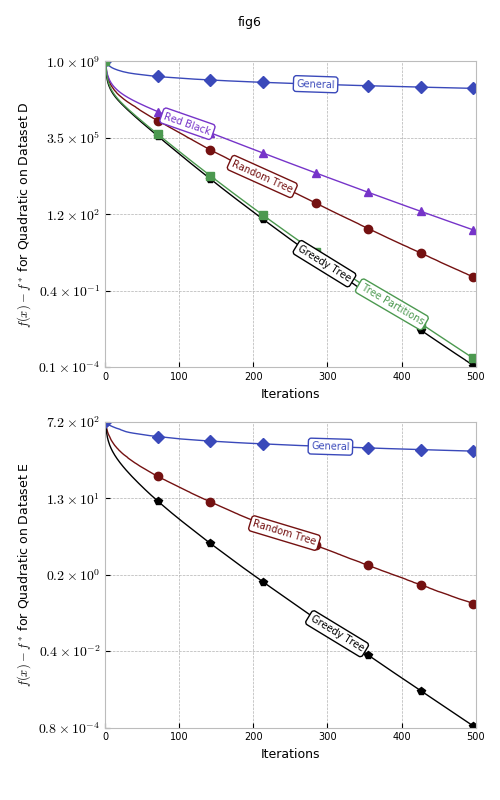 fig6
1.0 × 10⁹
3.5 × 10⁵
1.2 × 10²
0.4 × 10⁻¹
0.1 × 10⁻⁴
f(x) − f* for Quadratic on Dataset D
General
Red Black
Random Tree
Greedy Tree
Tree Partitions
0 100 200 300 400 500
Iterations
7.2 × 10²
1.3 × 10¹
0.2 × 10⁰
0.4 × 10⁻²
0.8 × 10⁻⁴
f(x) − f* for Quadratic on Dataset E
General
Random Tree
Greedy Tree
0 100 200 300 400 500
Iterations